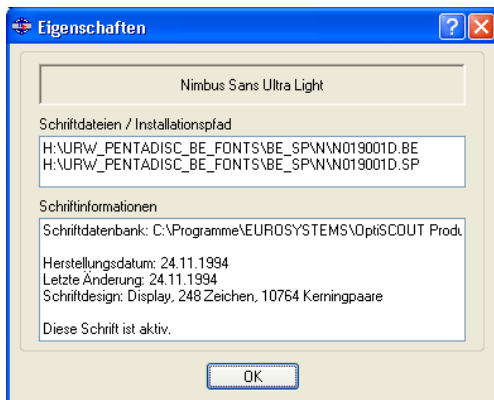 Eigenschaften
Nimbus Sans Ultra Light
Schriftdateien / Installationspfad
H:\URW_PENTADISC_BE_FONTS\BE_SP\N\N019001D.BE
H:\URW_PENTADISC_BE_FONTS\BE_SP\N\N019001D.SP
Schriftinformationen
Schriftdatenbank: C:\Programme\EUROSYSTEMS\OptiSCOUT Produ
Herstellungsdatum: 24.11.1994
Letzte Änderung: 24.11.1994
Schriftdesign: Display, 248 Zeichen, 10764 Kerningpaare
Diese Schrift ist aktiv.
OK